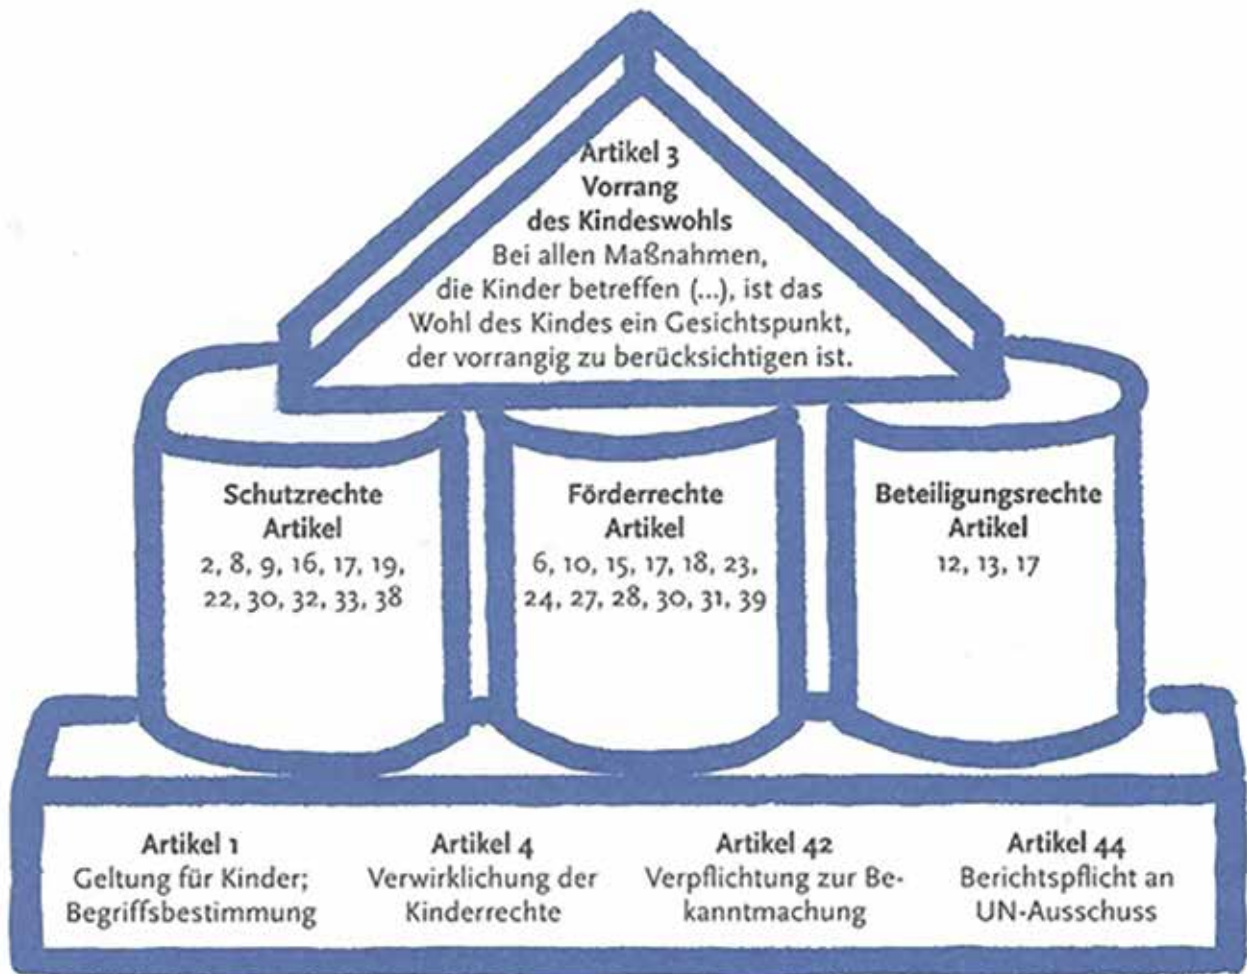 Artikel 3
Vorrang
des Kindeswohls
Bei allen Maßnahmen,
die Kinder betreffen (...), ist das
Wohl des Kindes ein Gesichtspunkt,
der vorrangig zu berücksichtigen ist.
Schutzrechte
Artikel
2, 8, 9, 16, 17, 19,
22, 30, 32, 33, 38
Förderrechte
Artikel
6, 10, 15, 17, 18, 23,
24, 27, 28, 30, 31, 39
Beteiligungsrechte
Artikel
12, 13, 17
Artikel 1
Geltung für Kinder;
Begriffsbestimmung
Artikel 4
Verwirklichung der
Kinderrechte
Artikel 42
Verpflichtung zur Be-
kanntmachung
Artikel 44
Berichtspflicht an
UN-Ausschuss